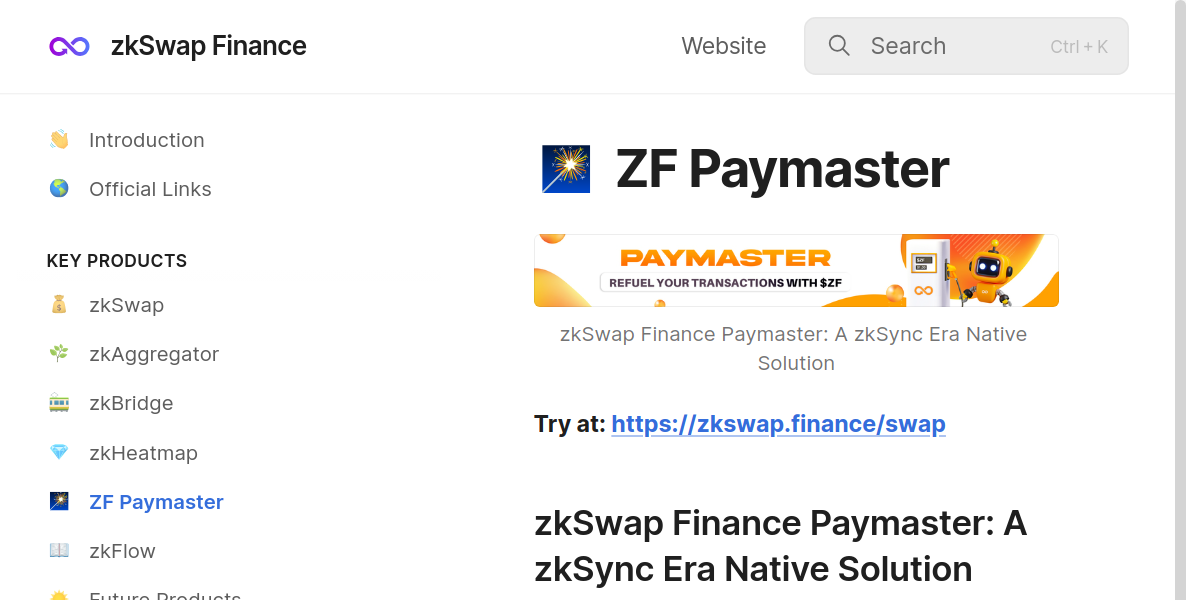 zkSwap Finance
Website
Search
Ctrl + K
Introduction
Official Links
KEY PRODUCTS
zkSwap
zkAggregator
zkBridge
zkHeatmap
ZF Paymaster
zkFlow
Future Products
ZF Paymaster
PAYMASTER
REFUEL YOUR TRANSACTIONS WITH $ZF
zkSwap Finance Paymaster: A zkSync Era Native
Solution
Try at: https://zkswap.finance/swap
zkSwap Finance Paymaster: A
zkSync Era Native Solution